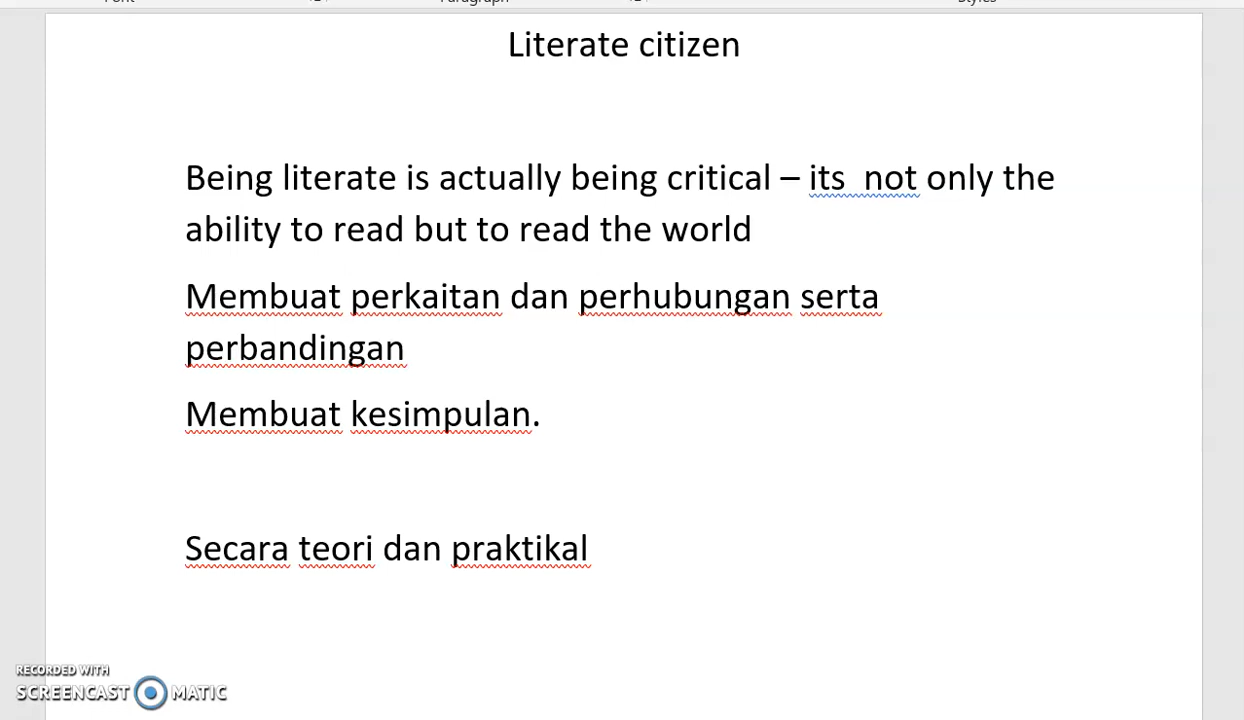 Literate citizen
Being literate is actually being critical – its  not only the
ability to read but to read the world
Membuat perkaitan dan perhubungan serta
perbandingan
Membuat kesimpulan.
Secara teori dan praktikal
RECORDED WITH
SCREENCAST MATIC